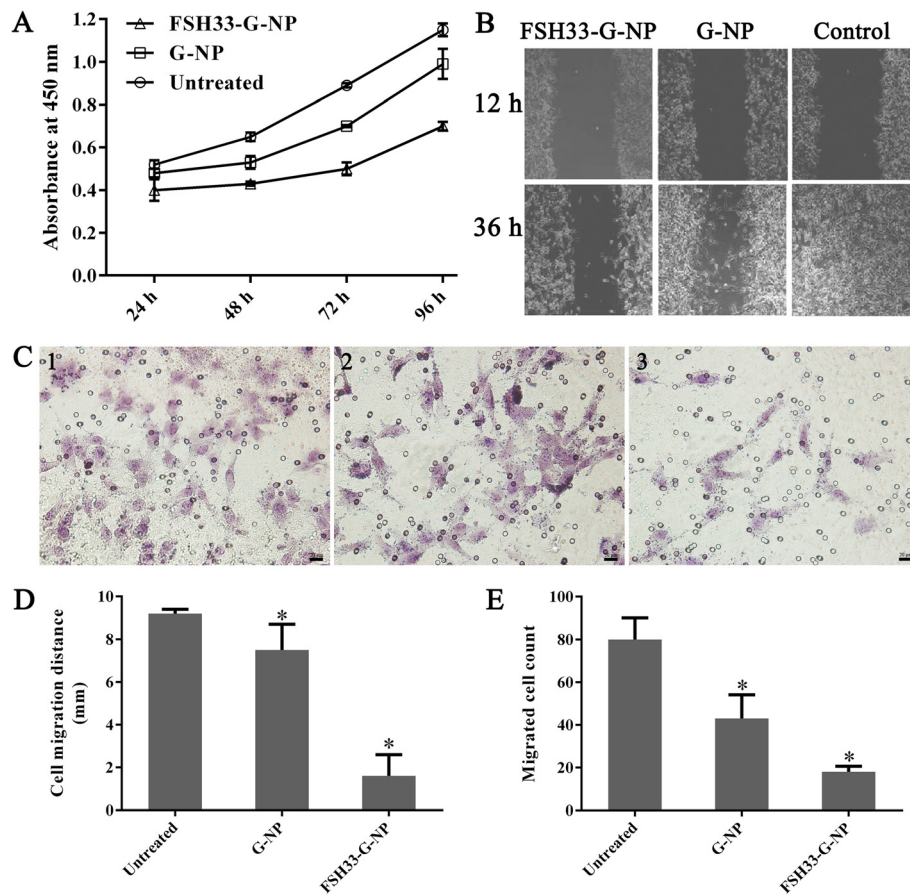 A
FSH33-G-NP
G-NP
Untreated
Absorbance at 450 nm
1.2
1.0
0.8
0.6
0.4
0.2
0.0
24 h
48 h
72 h
96 h
B
FSH33-G-NP G-NP Control
12 h
36 h
C
1
2
3
D
Cell migration distance
(mm)
10
8
6
4
2
0
*
*
Untreated
G-NP
FSH33-G-NP
E
Migrated cell count
100
80
60
40
20
0
*
*
Untreated
G-NP
FSH33-G-NP